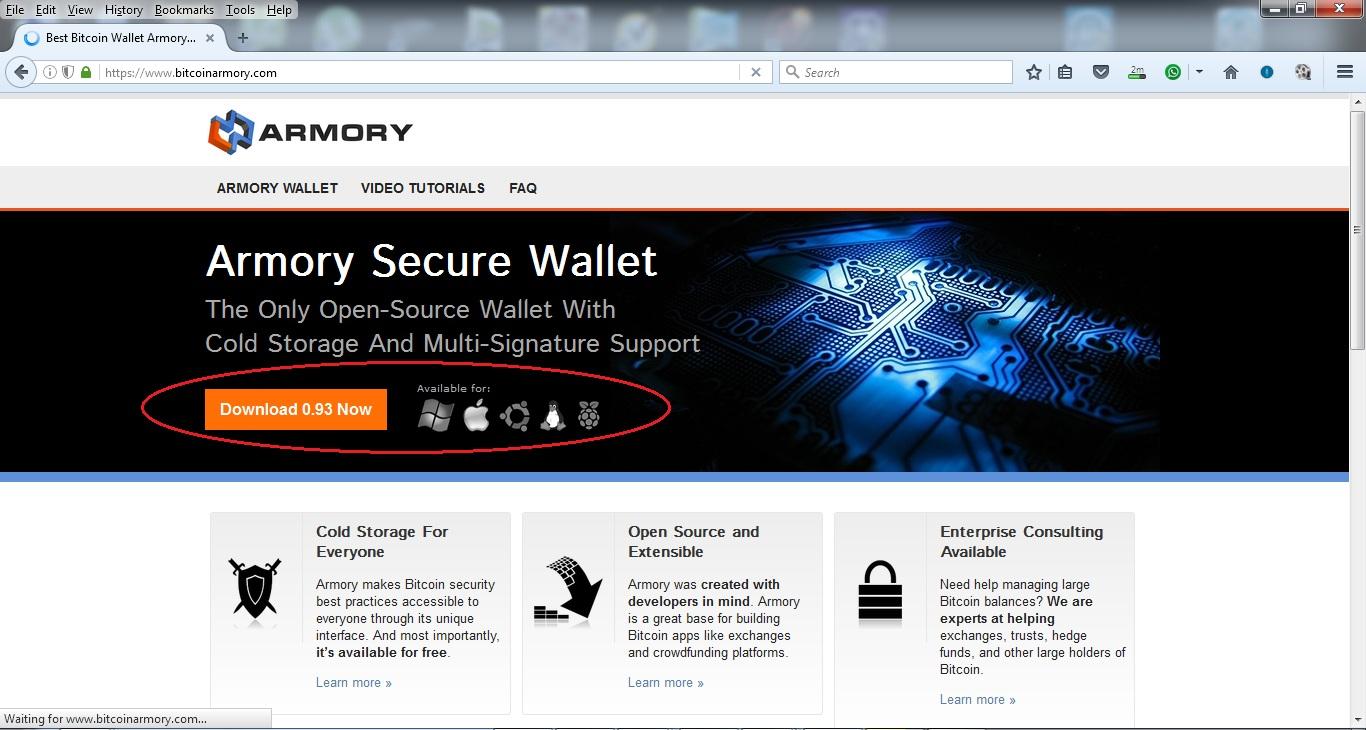 File Edit View History Bookmarks Tools Help
Best Bitcoin Wallet Armory...
https://www.bitcoinarmory.com
Search
2m
ARMORY
ARMORY WALLET VIDEO TUTORIALS FAQ
Armory Secure Wallet
The Only Open-Source Wallet With
Cold Storage And Multi-Signature Support
Download 0.93 Now
Available for:
Cold Storage For
Everyone
Armory makes Bitcoin security
best practices accessible to
everyone through its unique
interface. And most importantly,
it's available for free.
Learn more »
Open Source and
Extensible
Armory was created with
developers in mind. Armory
is a great base for building
Bitcoin apps like exchanges
and crowdfunding platforms.
Learn more »
Enterprise Consulting
Available
Need help managing large
Bitcoin balances? We are
experts at helping
exchanges, trusts, hedge
funds, and other large holders of
Bitcoin.
Learn more »
Waiting for www.bitcoinarmory.com...